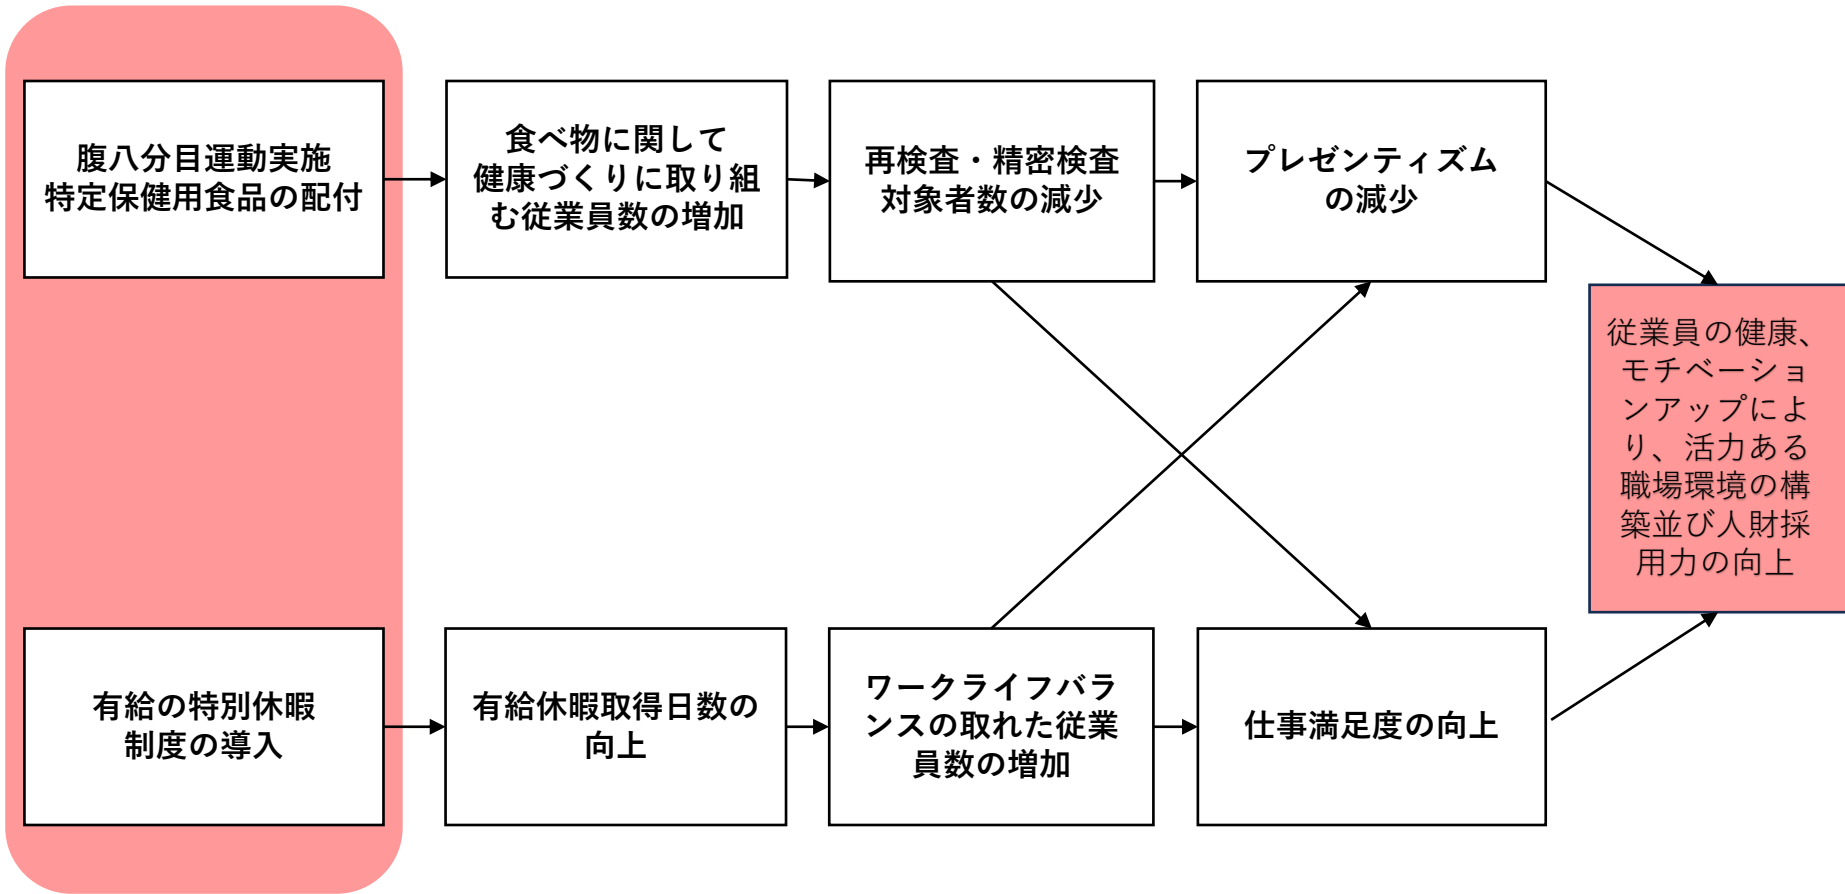 腹八分目運動実施
特定保健用食品の配付
食べ物に関して
健康づくりに取り組
む従業員数の増加
再検査・精密検査
対象者数の減少
プレゼンティズム
の減少
従業員の健康、
モチベーショ
ンアップによ
り、活力ある
職場環境の構
築並び人財採
用力の向上
有給の特別休暇
制度の導入
有給休暇取得日数の
向上
ワークライフバラ
ンスの取れた従業
員数の増加
仕事満足度の向上